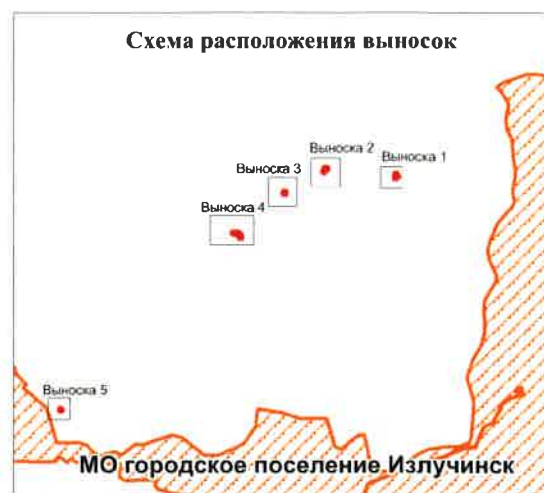 Схема расположения выносок
Выноска 2
Выноска 1
Выноска 3
Выноска 4
Выноска 5
МО городское поселение Излучинск